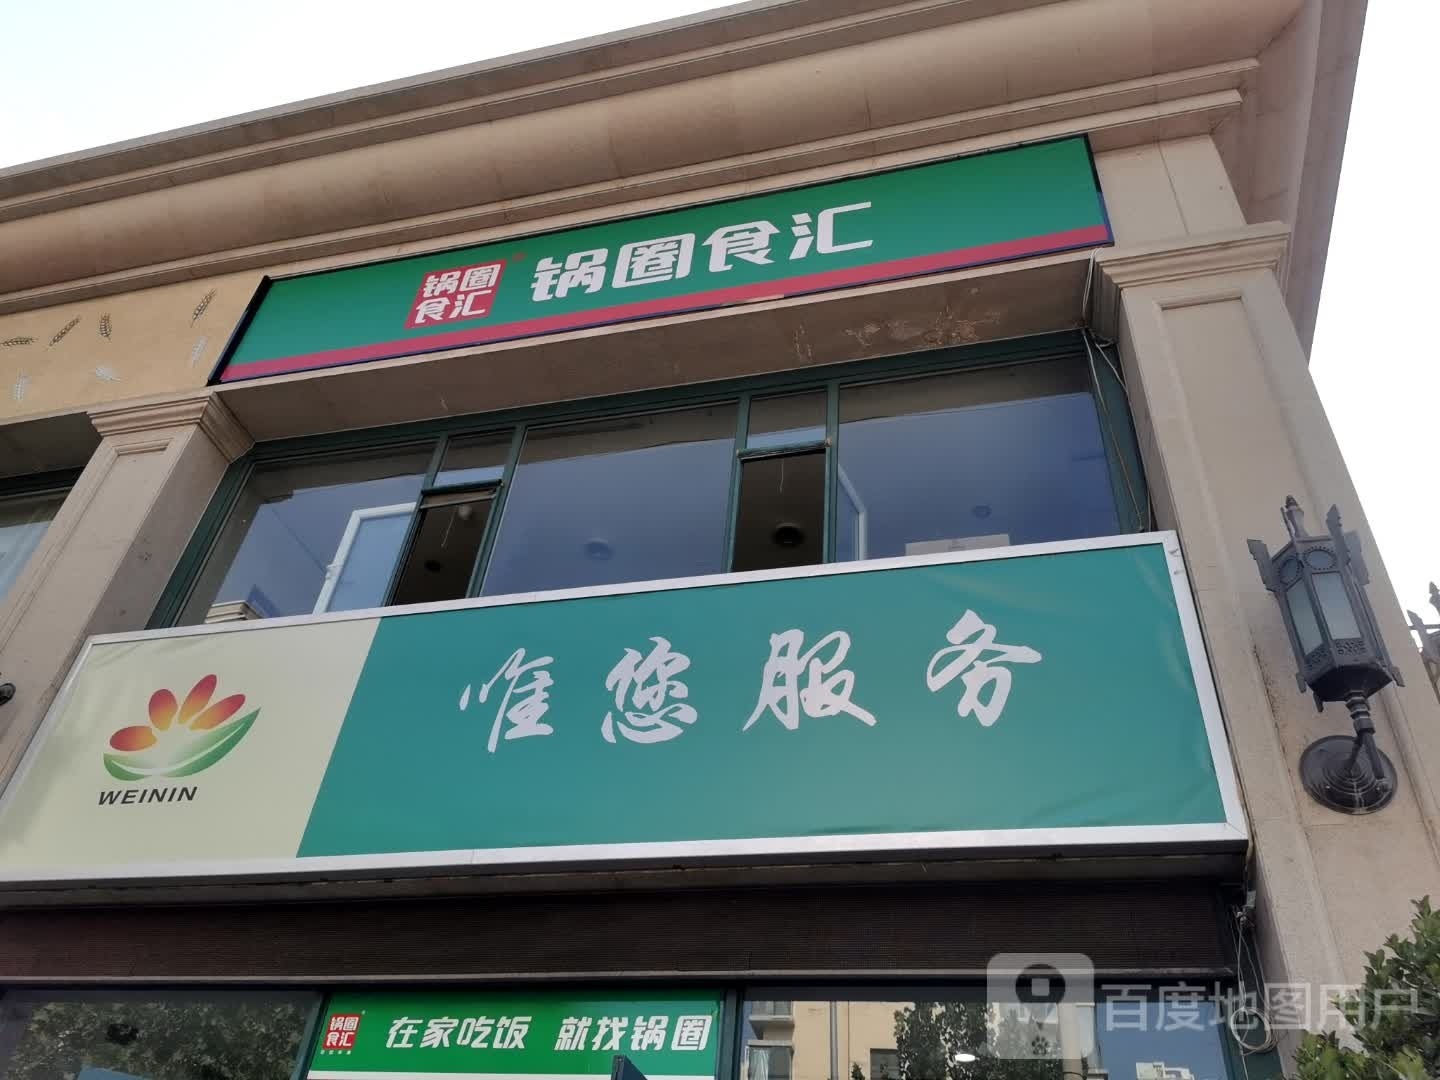 锅圈
食汇
锅圈食汇
WEININ
唯您服务
锅圈
食汇
在家吃饭 就找锅圈
百度地图用户